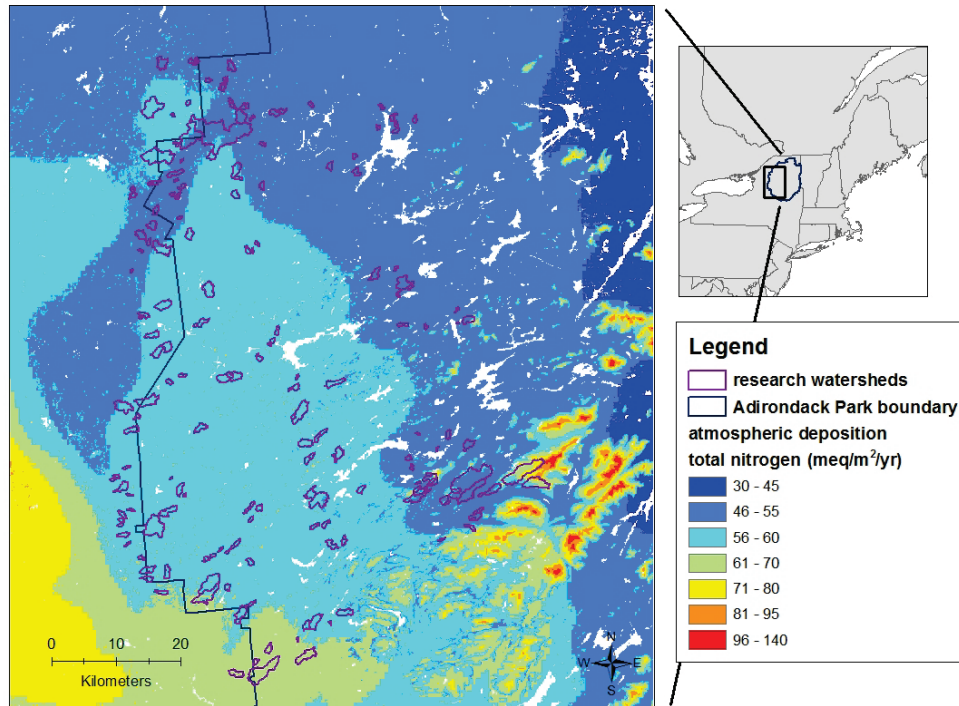 0 10 20
Kilometers
N
W E
S
Legend
research watersheds
Adirondack Park boundary
atmospheric deposition
total nitrogen (meq/m²/yr)
30 - 45
46 - 55
56 - 60
61 - 70
71 - 80
81 - 95
96 - 140